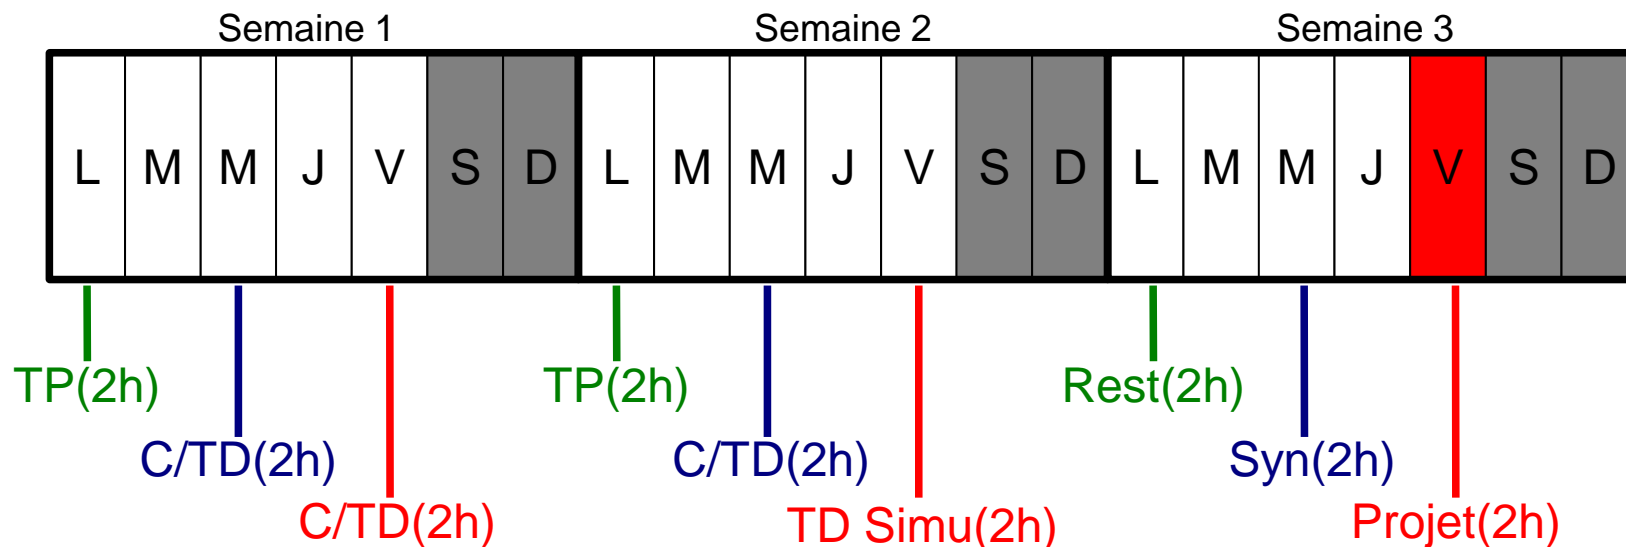 Semaine 1 Semaine 2 Semaine 3
L M M J V S D L M M J V S D L M M J V S D
TP(2h) TP(2h) Rest(2h)
C/TD(2h) C/TD(2h) Syn(2h)
C/TD(2h) TD Simu(2h) Projet(2h)